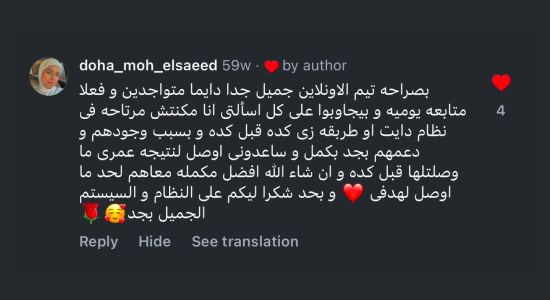 doha_moh_elsaeed 59w · ❤️ by author
بصراحه تيم الاونلاين جميل جدا دايما متواجدين و فعلا
متابعه يوميه و بيجاوبوا على كل اسألتى انا مكنتش مرتاحه فى
نظام دايت او طريقه زى كده قبل كده و بسبب وجودهم و
دعمهم بجد بكمل و ساعدونى اوصل لنتيجه عمرى ما
وصلتلها قبل كده و ان شاء الله افضل مكمله معاهم لحد ما
اوصل لهدفى ❤️ و بحد شكرا ليكم على النظام و السيستم
الجميل بجد🥰🌹
4
Reply Hide See translation